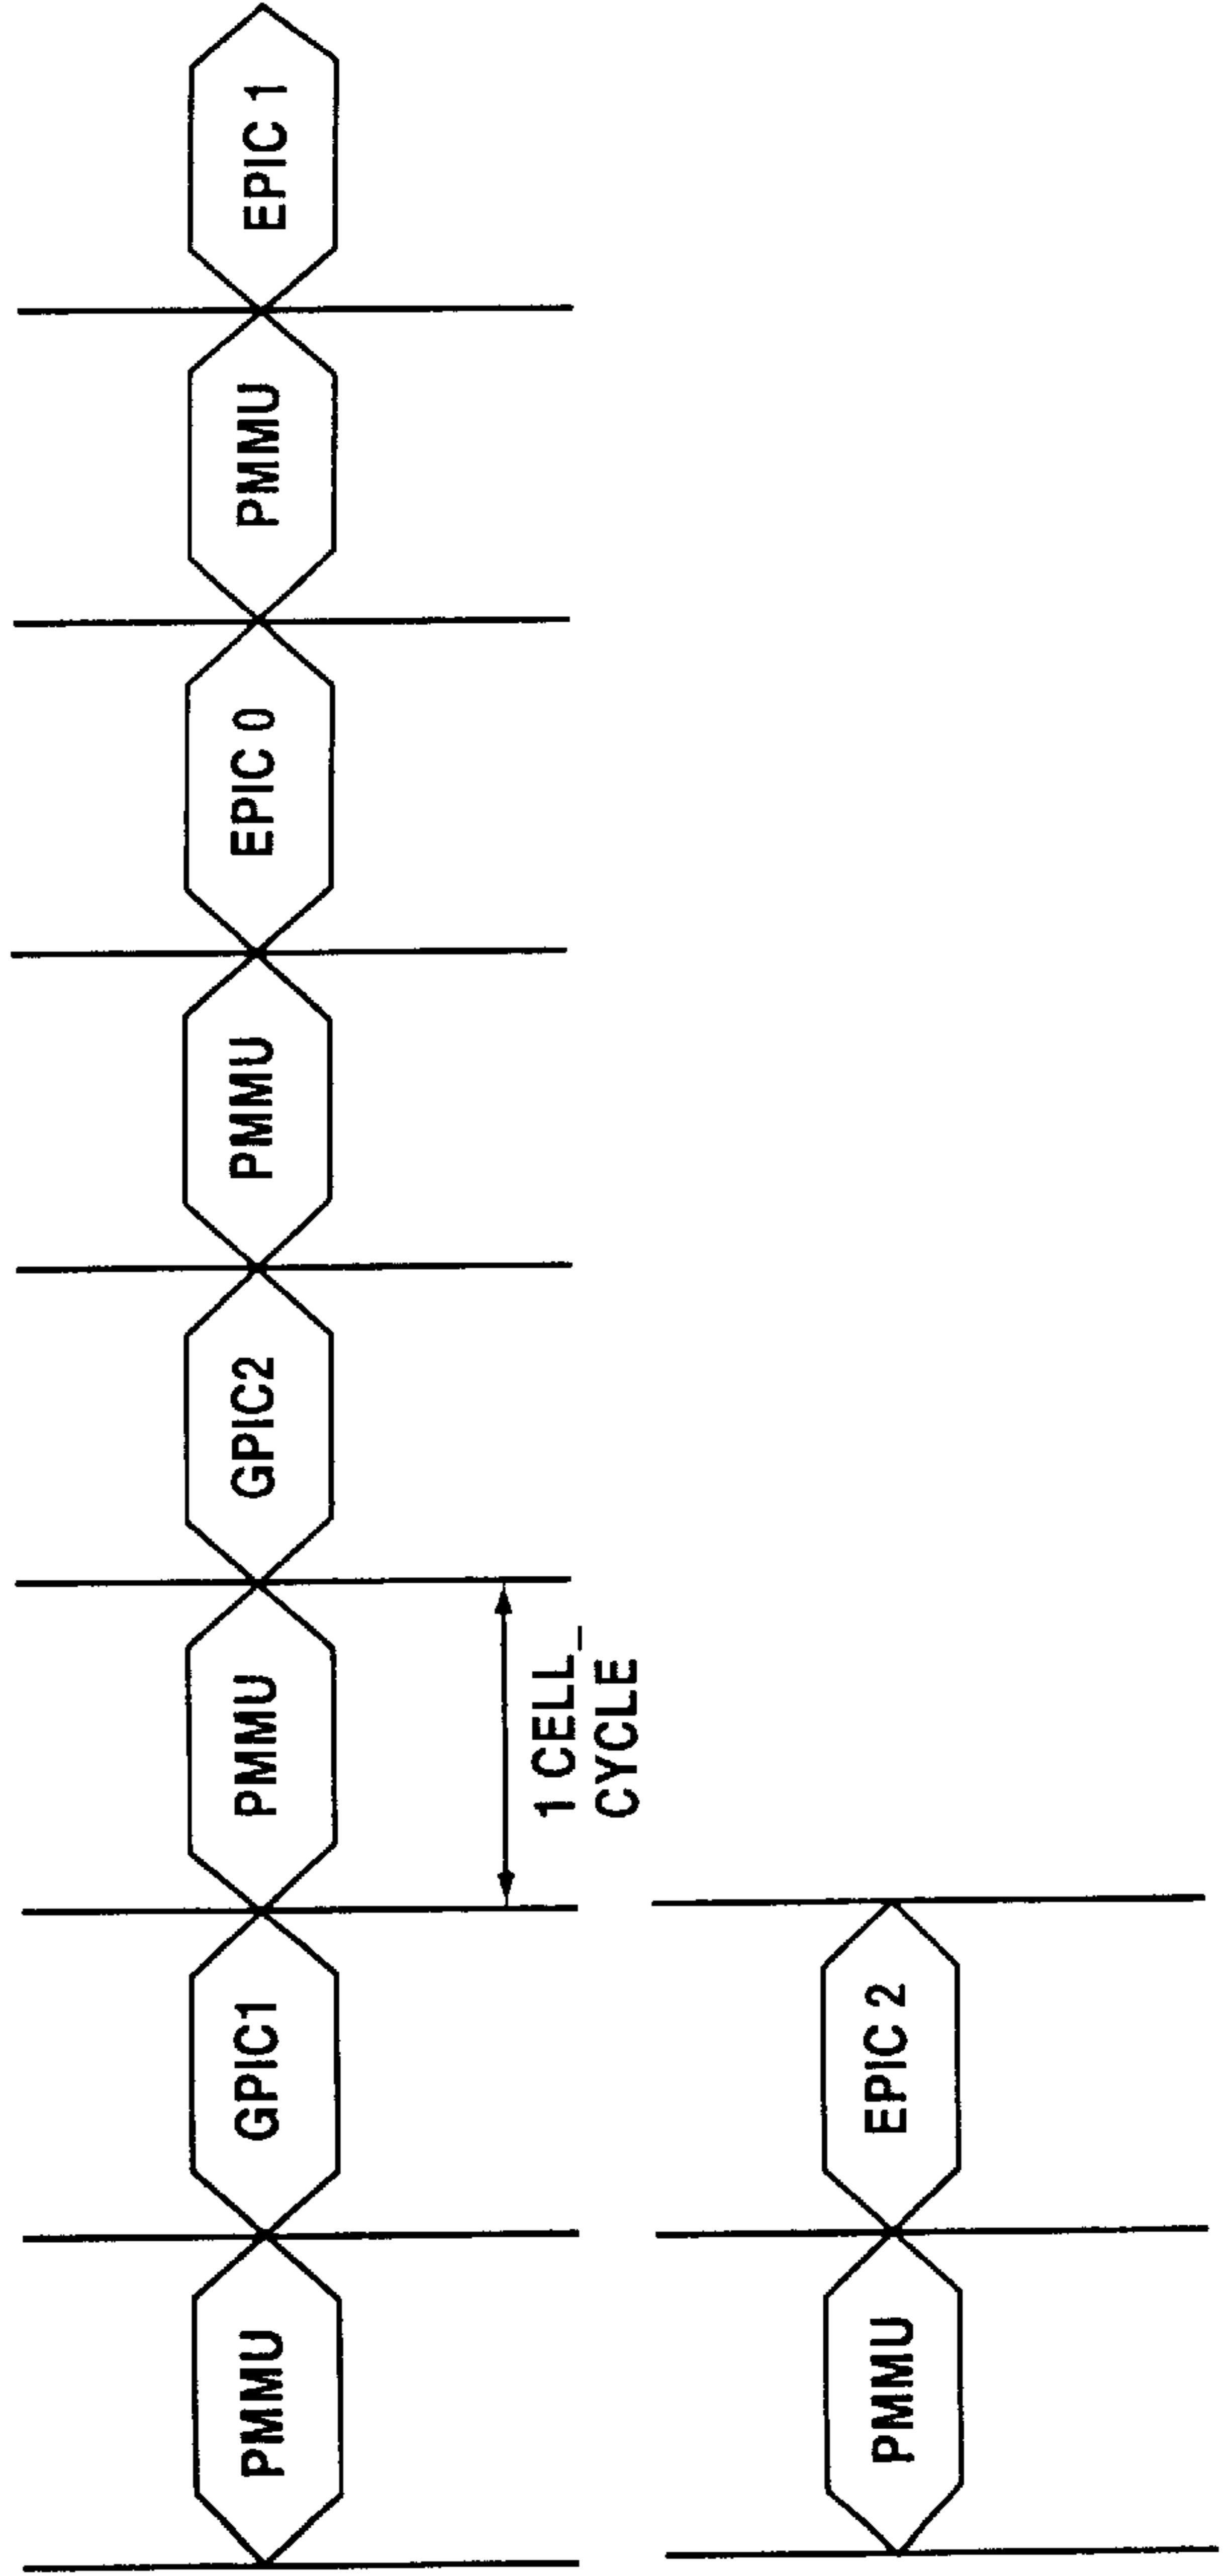 PMMU
GPIC1
PMMU
GPIC2
PMMU
EPIC 0
PMMU
EPIC 1
1 CELL_
CYCLE
PMMU
EPIC 2